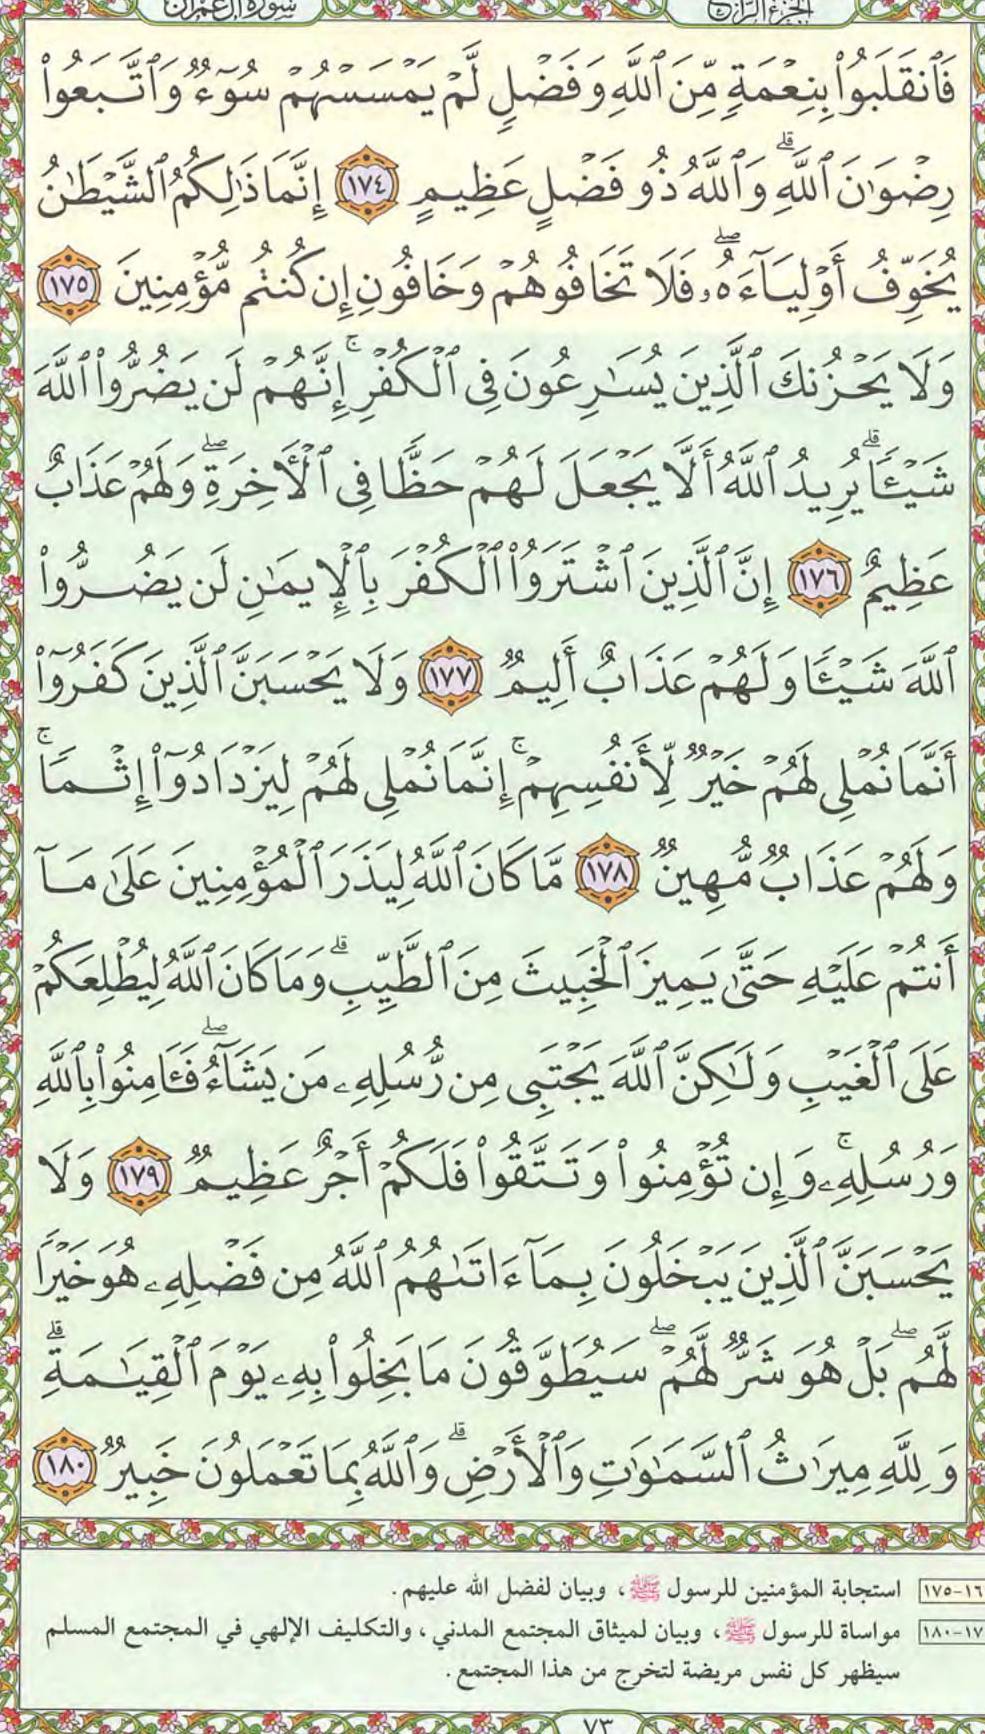 سورة آل عمران
الجزء الرابع
فَٱنقَلَبُواْ بِنِعۡمَةٖ مِّنَ ٱللَّهِ وَفَضۡلٖ لَّمۡ يَمۡسَسۡهُمۡ سُوٓءٞ وَٱتَّبَعُواْ
رِضۡوَٰنَ ٱللَّهِۗ وَٱللَّهُ ذُو فَضۡلٍ عَظِيمٍ ١٧٤ إِنَّمَا ذَٰلِكُمُ ٱلشَّيۡطَٰنُ
يُخَوِّفُ أَوۡلِيَآءَهُۥۖ فَلَا تَخَافُوهُمۡ وَخَافُونِ إِن كُنتُم مُّؤۡمِنِينَ ١٧٥
وَلَا يَحۡزُنكَ ٱلَّذِينَ يُسَٰرِعُونَ فِي ٱلۡكُفۡرِۚ إِنَّهُمۡ لَن يَضُرُّواْ ٱللَّهَ
شَيۡـٔٗاۗ يُرِيدُ ٱللَّهُ أَلَّا يَجۡعَلَ لَهُمۡ حَظّٗا فِي ٱلۡأٓخِرَةِۖ وَلَهُمۡ عَذَابٌ
عَظِيمٌ ١٧٦ إِنَّ ٱلَّذِينَ ٱشۡتَرَوُاْ ٱلۡكُفۡرَ بِٱلۡإِيمَٰنِ لَن يَضُرُّواْ
ٱللَّهَ شَيۡـٔٗا وَلَهُمۡ عَذَابٌ أَلِيمٞ ١٧٧ وَلَا يَحۡسَبَنَّ ٱلَّذِينَ كَفَرُوٓاْ
أَنَّمَا نُمۡلِي لَهُمۡ خَيۡرٞ لِّأَنفُسِهِمۡۚ إِنَّمَا نُمۡلِي لَهُمۡ لِيَزۡدَادُوٓاْ إِثۡمٗاۚ
وَلَهُمۡ عَذَابٞ مُّهِينٞ ١٧٨ مَّا كَانَ ٱللَّهُ لِيَذَرَ ٱلۡمُؤۡمِنِينَ عَلَىٰ مَآ
أَنتُمۡ عَلَيۡهِ حَتَّىٰ يَمِيزَ ٱلۡخَبِيثَ مِنَ ٱلطَّيِّبِۗ وَمَا كَانَ ٱللَّهُ لِيُطۡلِعَكُمۡ
عَلَى ٱلۡغَيۡبِ وَلَٰكِنَّ ٱللَّهَ يَجۡتَبِي مِن رُّسُلِهِۦ مَن يَشَآءُۖ فَـَٔامِنُواْ بِٱللَّهِ
وَرُسُلِهِۦۚ وَإِن تُؤۡمِنُواْ وَتَتَّقُواْ فَلَكُمۡ أَجۡرٌ عَظِيمٞ ١٧٩ وَلَا
يَحۡسَبَنَّ ٱلَّذِينَ يَبۡخَلُونَ بِمَآ ءَاتَىٰهُمُ ٱللَّهُ مِن فَضۡلِهِۦ هُوَ خَيۡرٗا
لَّهُمۖ بَلۡ هُوَ شَرّٞ لَّهُمۡۖ سَيُطَوَّقُونَ مَا بَخِلُواْ بِهِۦ يَوۡمَ ٱلۡقِيَٰمَةِۗ
وَلِلَّهِ مِيرَٰثُ ٱلسَّمَٰوَٰتِ وَٱلۡأَرۡضِۗ وَٱللَّهُ بِمَا تَعۡمَلُونَ خَبِيرٞ ١٨٠
١٧٥-١٦ استجابة المؤمنين للرسول ﷺ، وبيان لفضل الله عليهم.
١٨٠-١٧ مواساة للرسول ﷺ، وبيان لميثاق المجتمع المدني، والتكليف الإلهي في المجتمع المسلم
سيظهر كل نفس مريضة لتخرج من هذا المجتمع.
٧٣